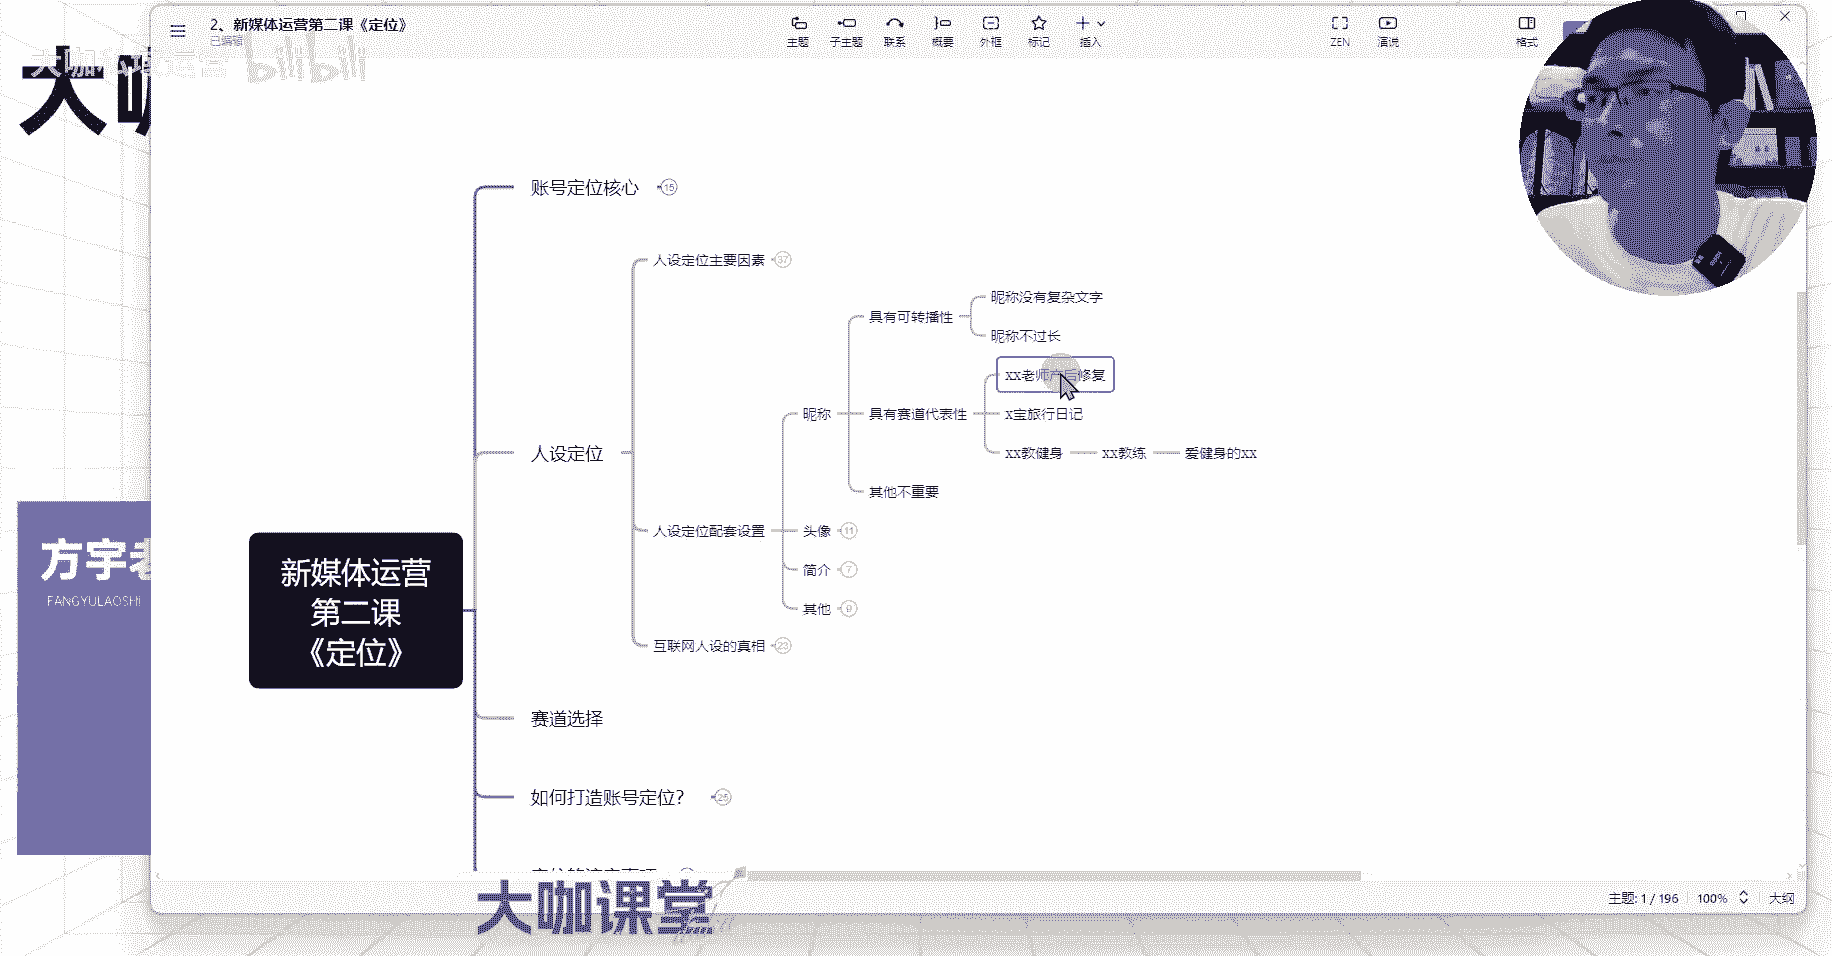 2、新媒体运营第二课《定位》
已编辑
主题
子主题
联系
概要
外框
标记
插入
ZEN
演说
格式
大咖
bilibili
账号定位核心 15
人设定位主要因素 37
昵称没有复杂文字
具有可转播性
昵称不过长
xx老师产后修复
昵称
具有赛道代表性
x宝旅行日记
人设定位
xx教健身
xx教练
爱健身的xx
其他不重要
人设定位配套设置
头像 11
简介 7
其他 9
互联网人设的真相 23
新媒体运营
第二课
《定位》
方宇老
FANGYULAOSHI
赛道选择
如何打造账号定位？ 25
主题: 1 / 196
100%
大纲
大咖课堂